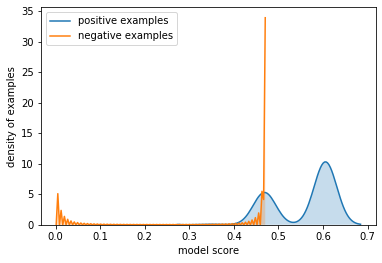 positive examples
negative examples
35
30
25
20
15
10
5
0
density of examples
0.0 0.1 0.2 0.3 0.4 0.5 0.6 0.7
model score